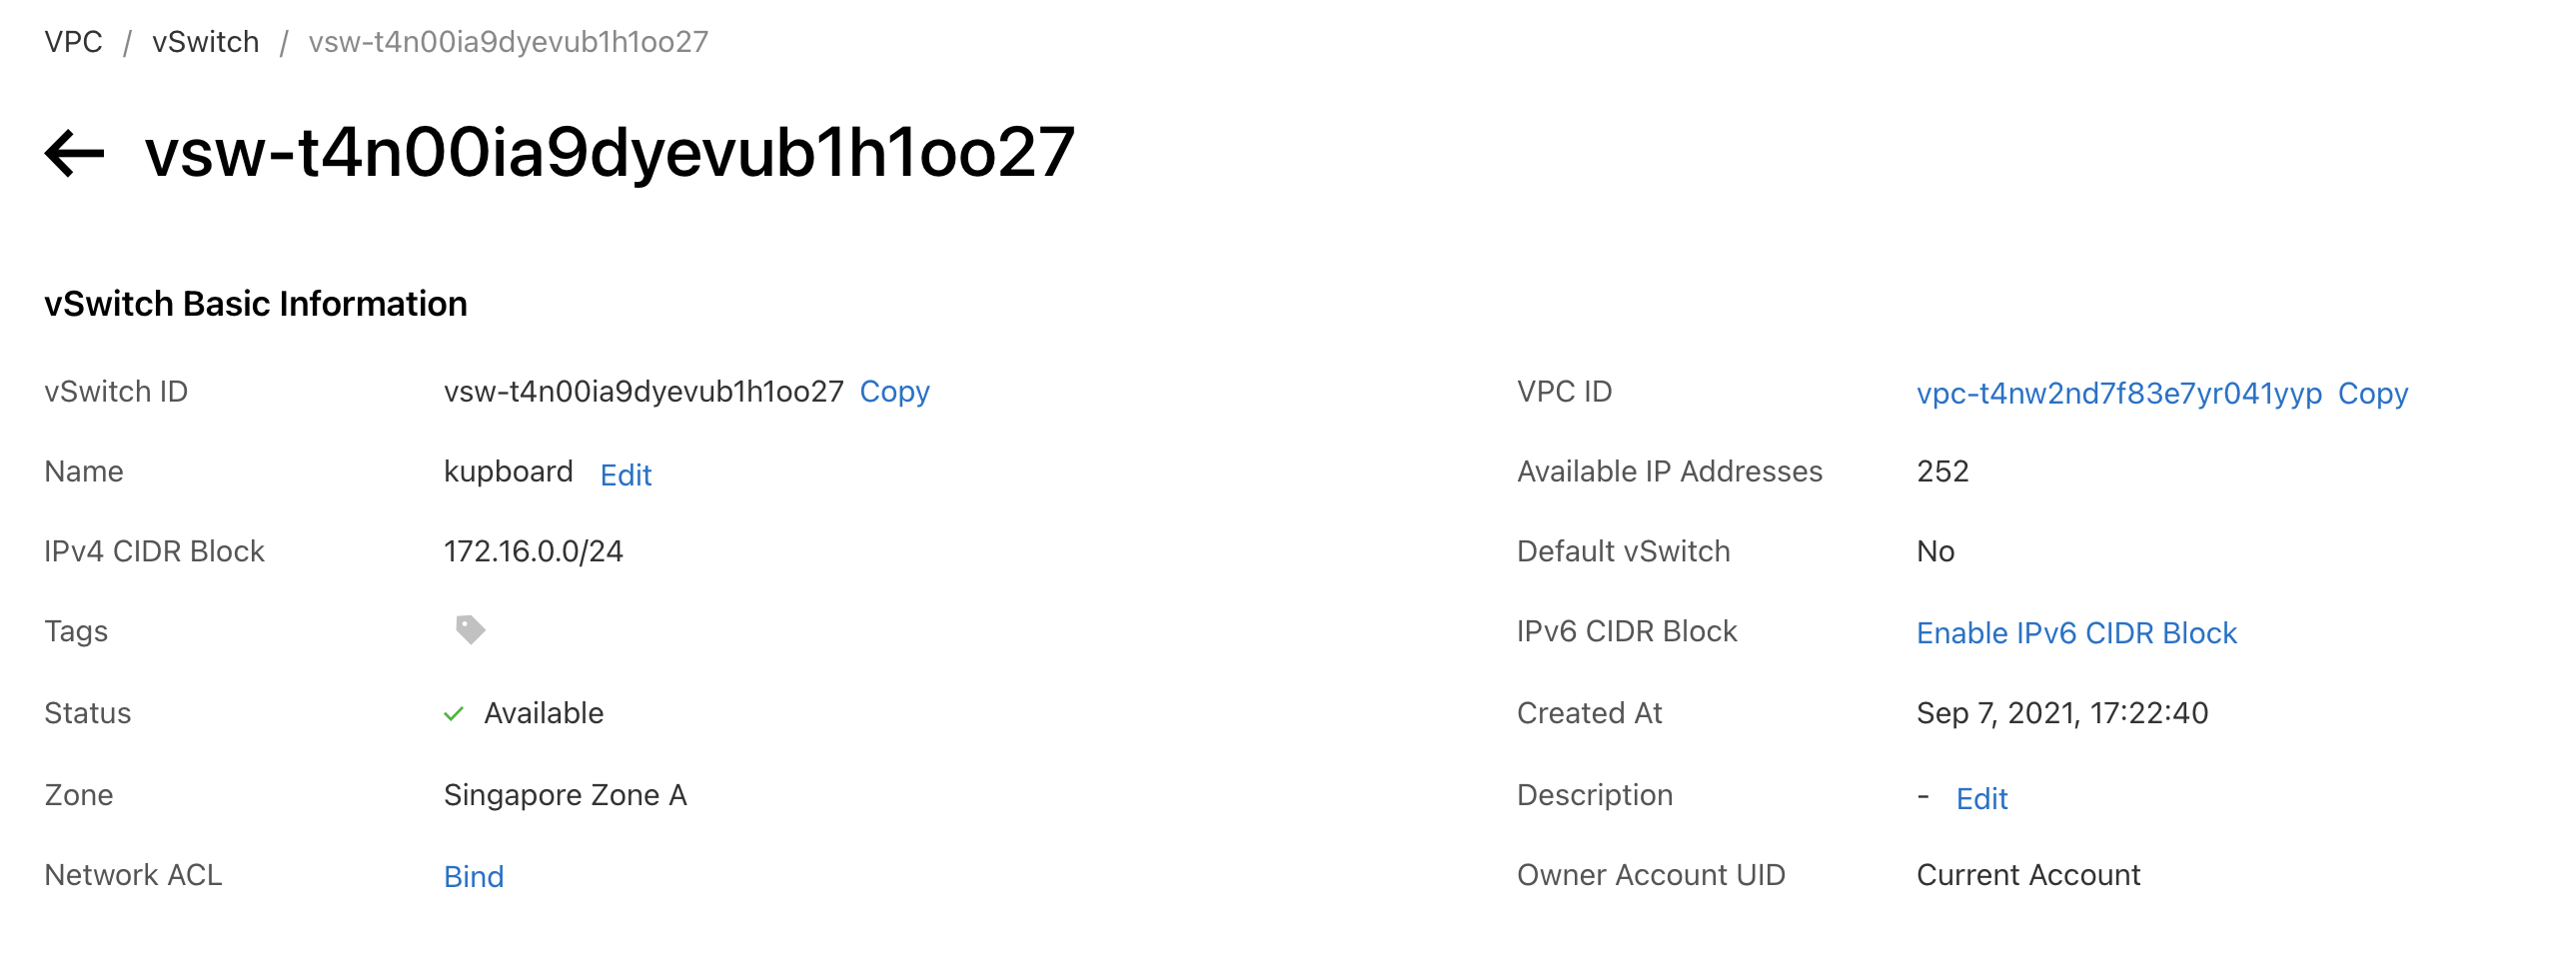 VPC / vSwitch / vsw-t4n00ia9dyevub1h1oo27
vsw-t4n00ia9dyevub1h1oo27
vSwitch Basic Information
vSwitch ID vsw-t4n00ia9dyevub1h1oo27 Copy VPC ID vpc-t4nw2nd7f83e7yr041yyp Copy
Name kupboard Edit Available IP Addresses 252
IPv4 CIDR Block 172.16.0.0/24 Default vSwitch No
Tags IPv6 CIDR Block Enable IPv6 CIDR Block
Status Available Created At Sep 7, 2021, 17:22:40
Zone Singapore Zone A Description - Edit
Network ACL Bind Owner Account UID Current Account